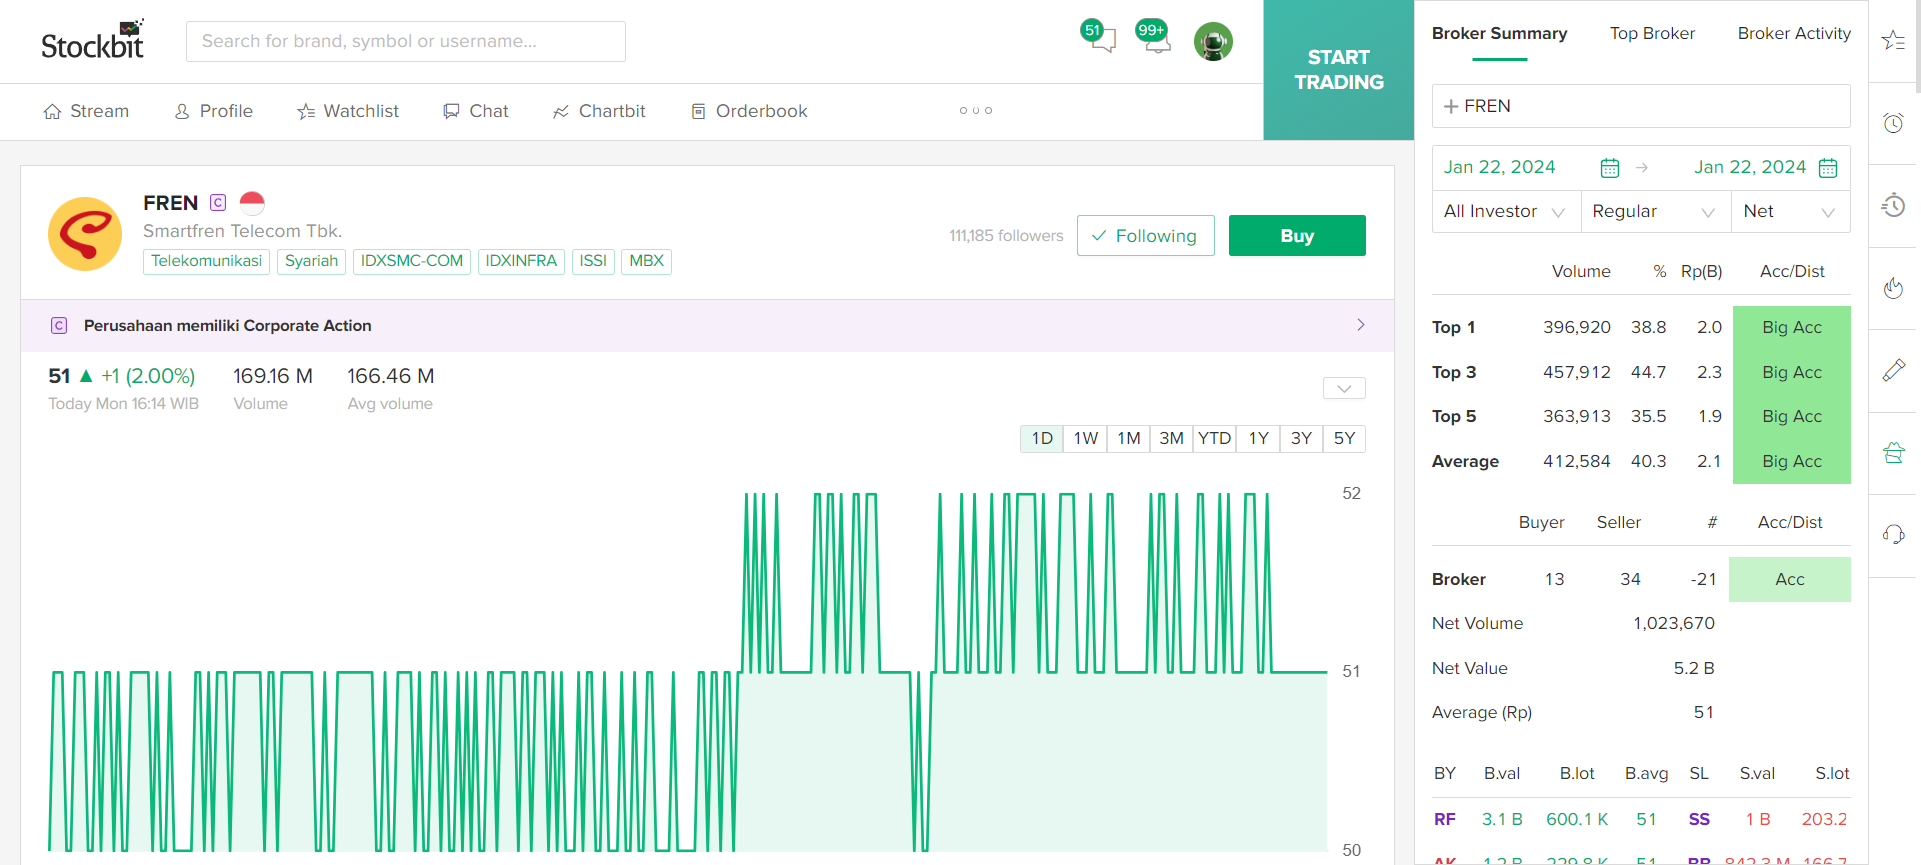 Stockbit
Search for brand, symbol or username...
51
99+
START
TRADING
Stream
Profile
Watchlist
Chat
Chartbit
Orderbook
FREN C
Smartfren Telecom Tbk.
Telekomunikasi Syariah IDXSMC-COM IDXINFRA ISSI MBX
111,185 followers
Following
Buy
C Perusahaan memiliki Corporate Action
51 ▲ +1 (2.00%) 169.16 M 166.46 M
Today Mon 16:14 WIB Volume Avg volume
1D 1W 1M 3M YTD 1Y 3Y 5Y
52
51
50
Broker Summary Top Broker Broker Activity
+ FREN
Jan 22, 2024 → Jan 22, 2024
All Investor Regular Net
Volume % Rp(B) Acc/Dist
Top 1 396,920 38.8 2.0 Big Acc
Top 3 457,912 44.7 2.3 Big Acc
Top 5 363,913 35.5 1.9 Big Acc
Average 412,584 40.3 2.1 Big Acc
Buyer Seller # Acc/Dist
Broker 13 34 -21 Acc
Net Volume 1,023,670
Net Value 5.2 B
Average (Rp) 51
BY B.val B.lot B.avg SL S.val S.lot
RF 3.1 B 600.1 K 51 SS 1 B 203.2